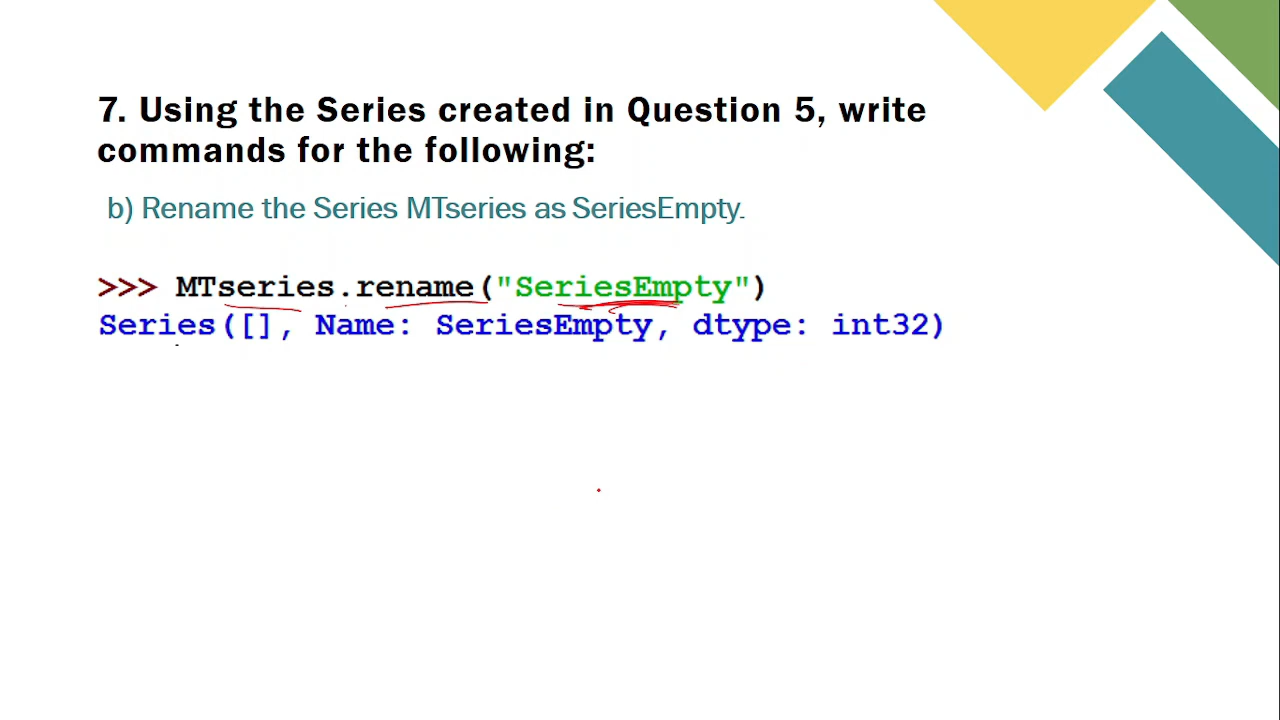 7. Using the Series created in Question 5, write
commands for the following:
b) Rename the Series MTseries as SeriesEmpty.
>>> MTseries.rename("SeriesEmpty")
Series([], Name: SeriesEmpty, dtype: int32)